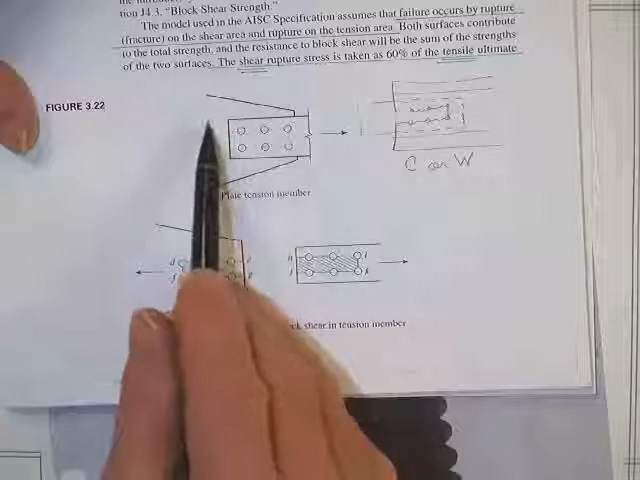 tion J4.3, "Block Shear Strength."
The model used in the AISC Specification assumes that failure occurs by rupture
(fracture) on the shear area and rupture on the tension area. Both surfaces contribute
to the total strength, and the resistance to block shear will be the sum of the strengths
of the two surfaces. The shear rupture stress is taken as 60% of the tensile ultimate
FIGURE 3.22
C or W
Plate tension member
shear in tension member